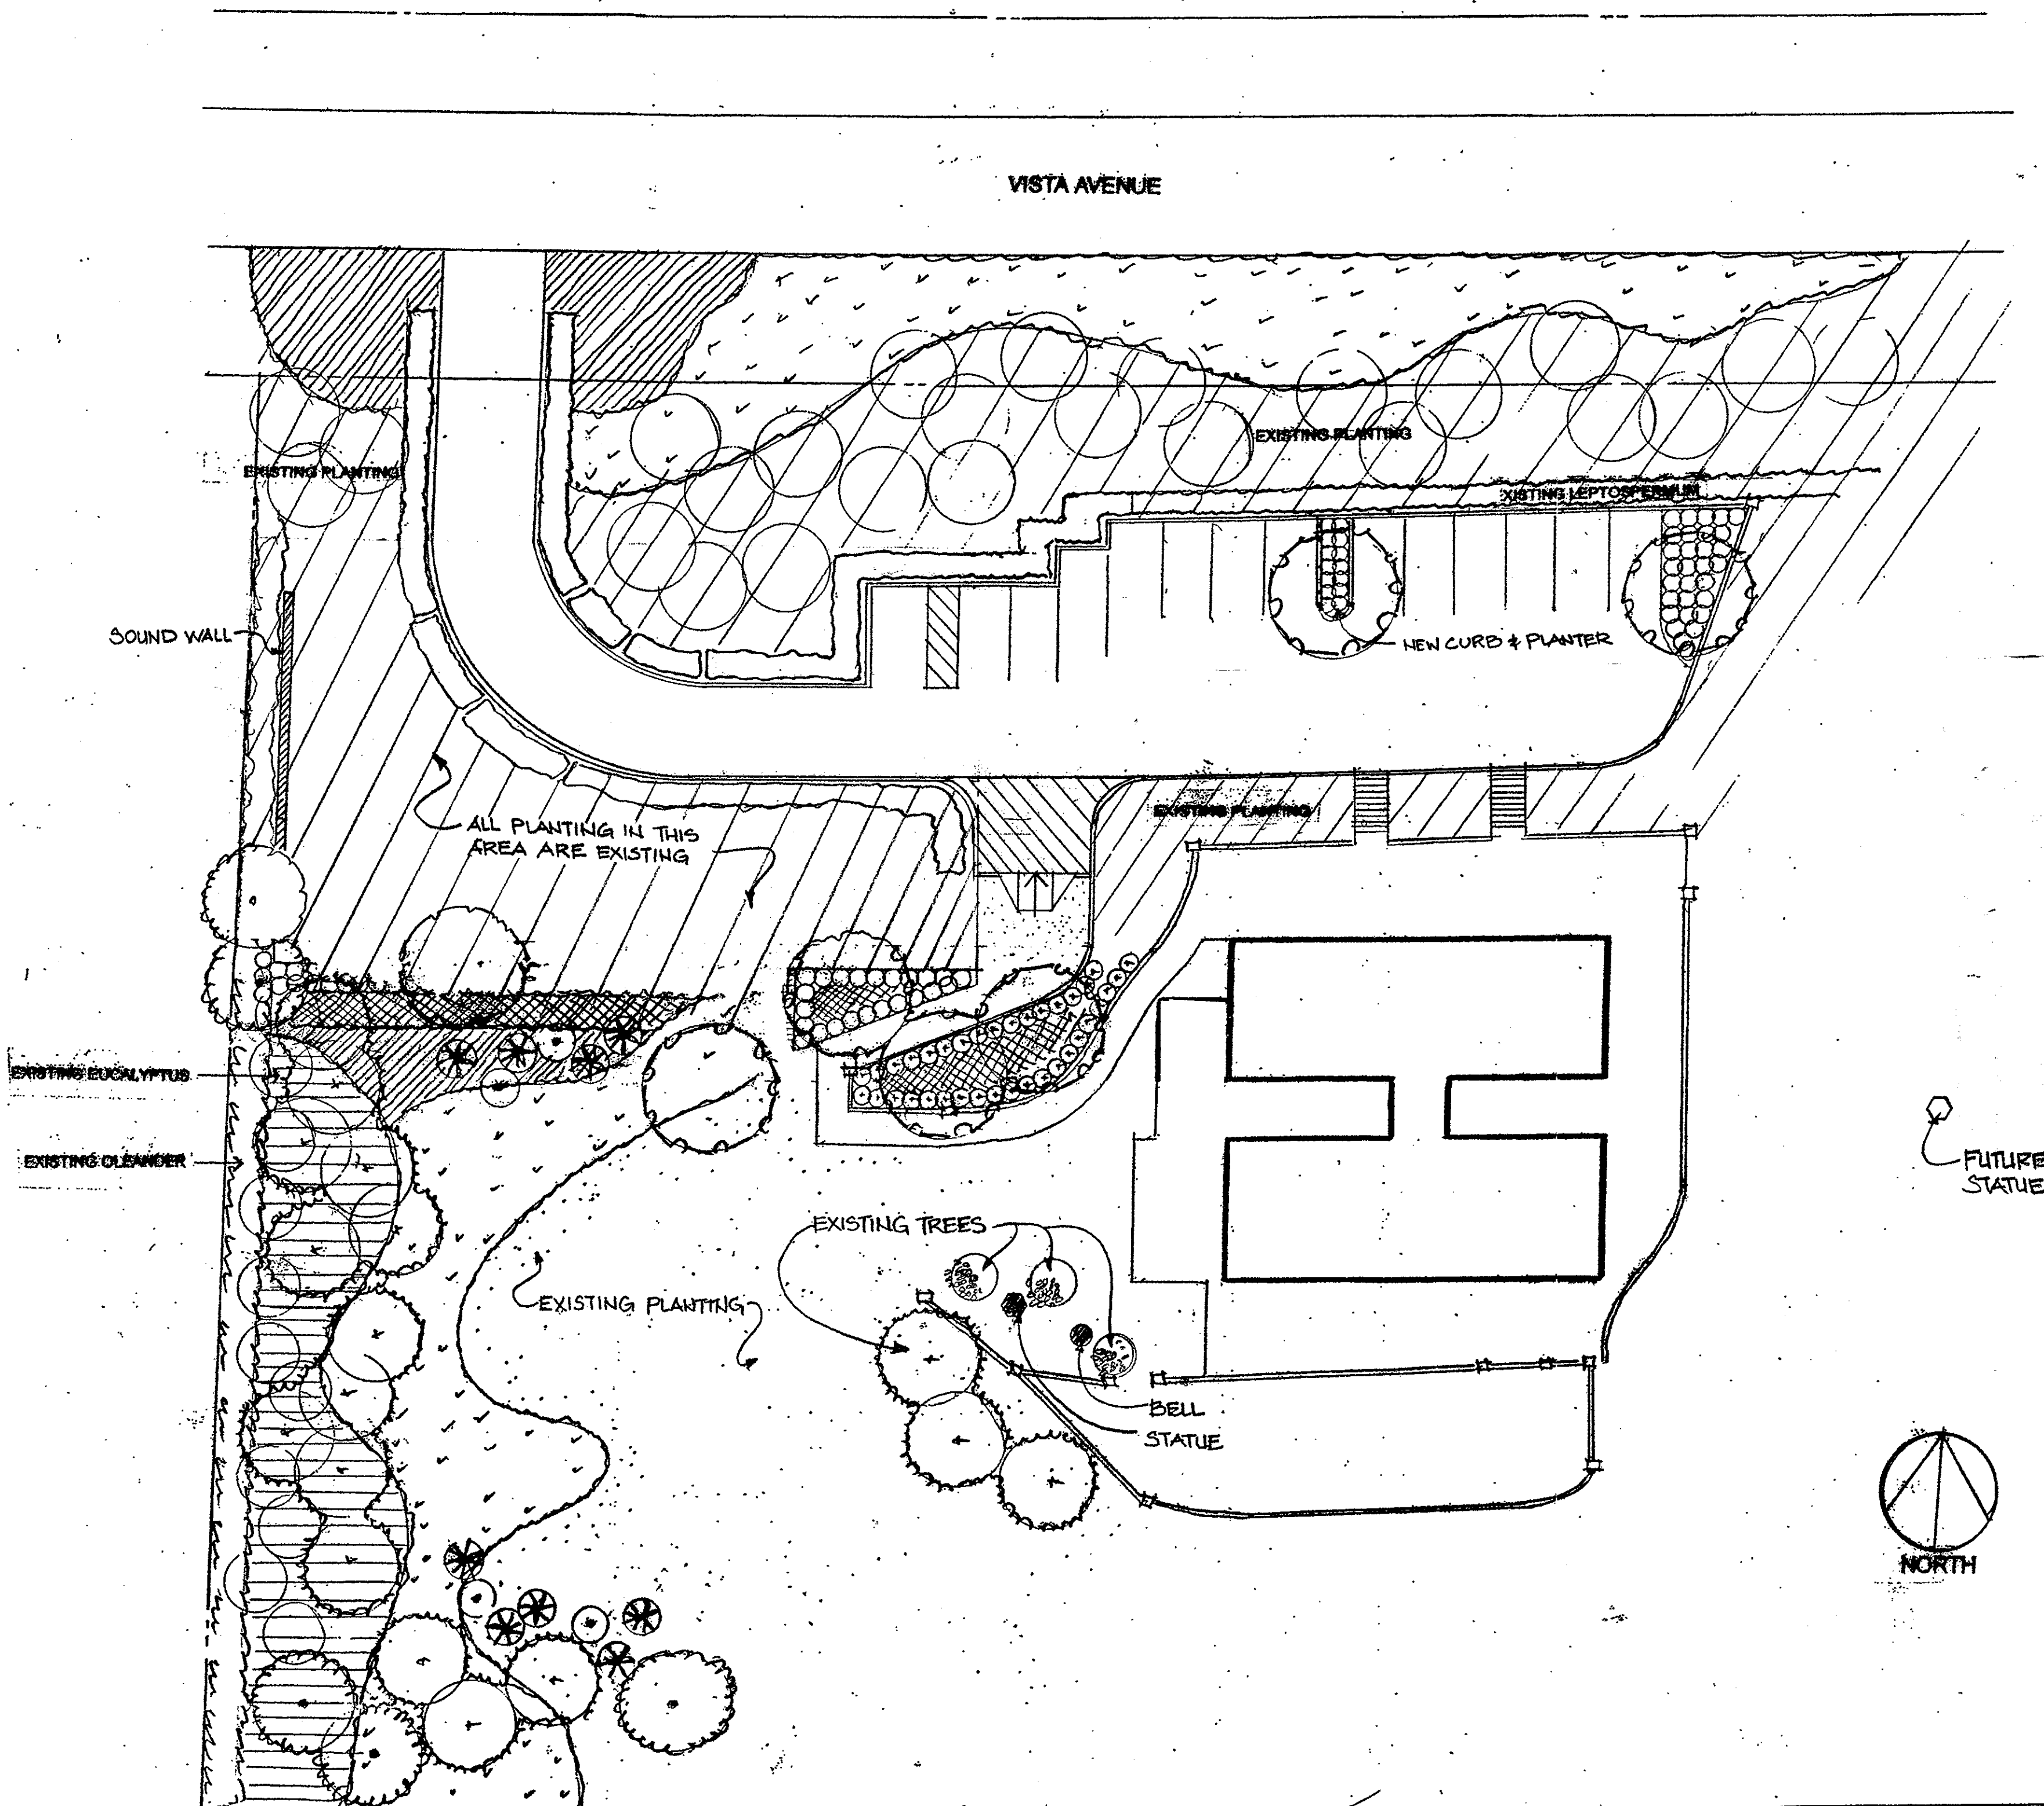 VISTA AVENUE
EXISTING PLANTING
EXISTING PLANTING
XISTING LEPTOSPERMUM
SOUND WALL
NEW CURB & PLANTER
EXISTING PLANTING
ALL PLANTING IN THIS
AREA ARE EXISTING
EXISTING EUCALYPTUS
EXISTING OLEANDER
FUTURE
STATUE
EXISTING TREES
EXISTING PLANTING
BELL
STATUE
NORTH